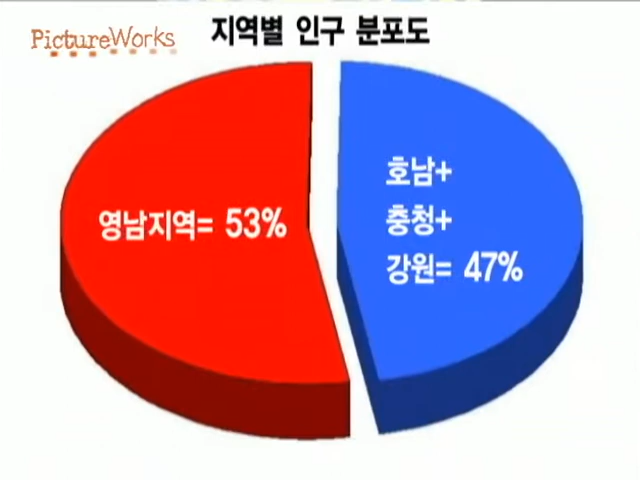 PictureWorks
지역별 인구 분포도
영남지역= 53%
호남+
충청+
강원= 47%